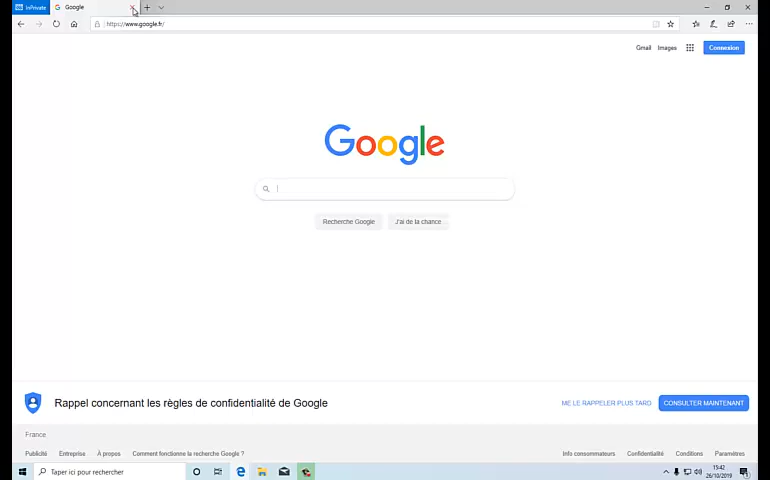 InPrivate
Google
https://www.google.fr/
Gmail Images
Connexion
Google
Recherche Google
J'ai de la chance
Rappel concernant les règles de confidentialité de Google
ME LE RAPPELER PLUS TARD
CONSULTER MAINTENANT
France
Publicité Entreprise À propos Comment fonctionne la recherche Google ?
Info consommateurs Confidentialité Conditions Paramètres
Taper ici pour rechercher
15:42
26/10/2019